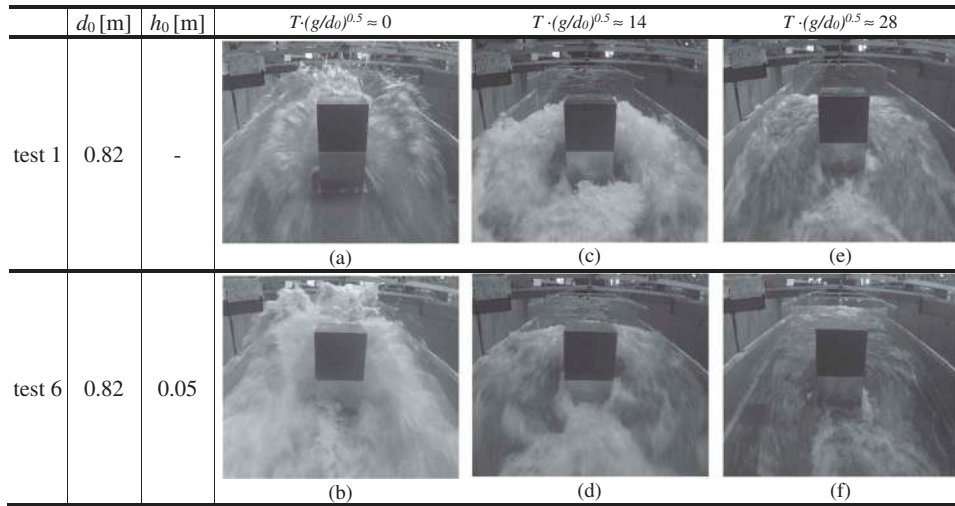 d₀ [m] h₀ [m] T·(g/d₀)^0.5 ≈ 0 T·(g/d₀)^0.5 ≈ 14 T·(g/d₀)^0.5 ≈ 28
test 1 0.82 -
(a) (c) (e)
test 6 0.82 0.05
(b) (d) (f)